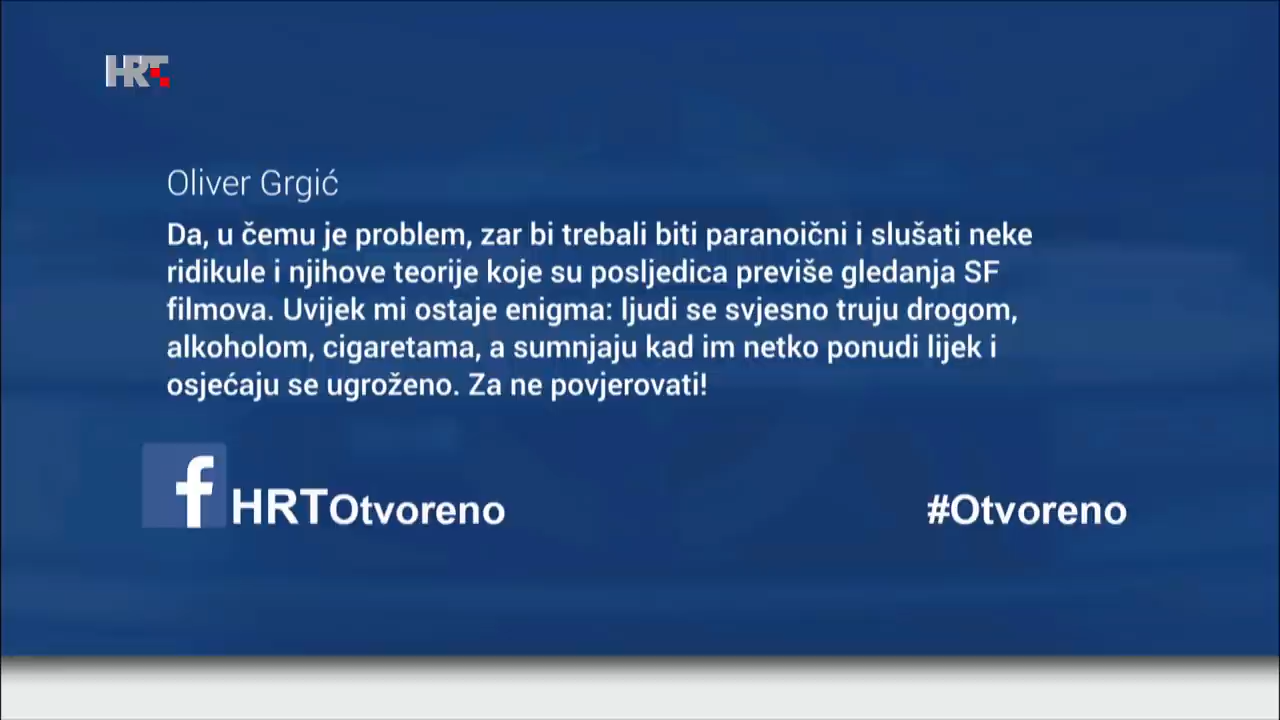 HRT
Oliver Grgić
Da, u čemu je problem, zar bi trebali biti paranoični i slušati neke
ridikule i njihove teorije koje su posljedica previše gledanja SF
filmova. Uvijek mi ostaje enigma: ljudi se svjesno truju drogom,
alkoholom, cigaretama, a sumnjaju kad im netko ponudi lijek i
osjećaju se ugroženo. Za ne povjerovati!
f HRTOtvoreno
#Otvoreno